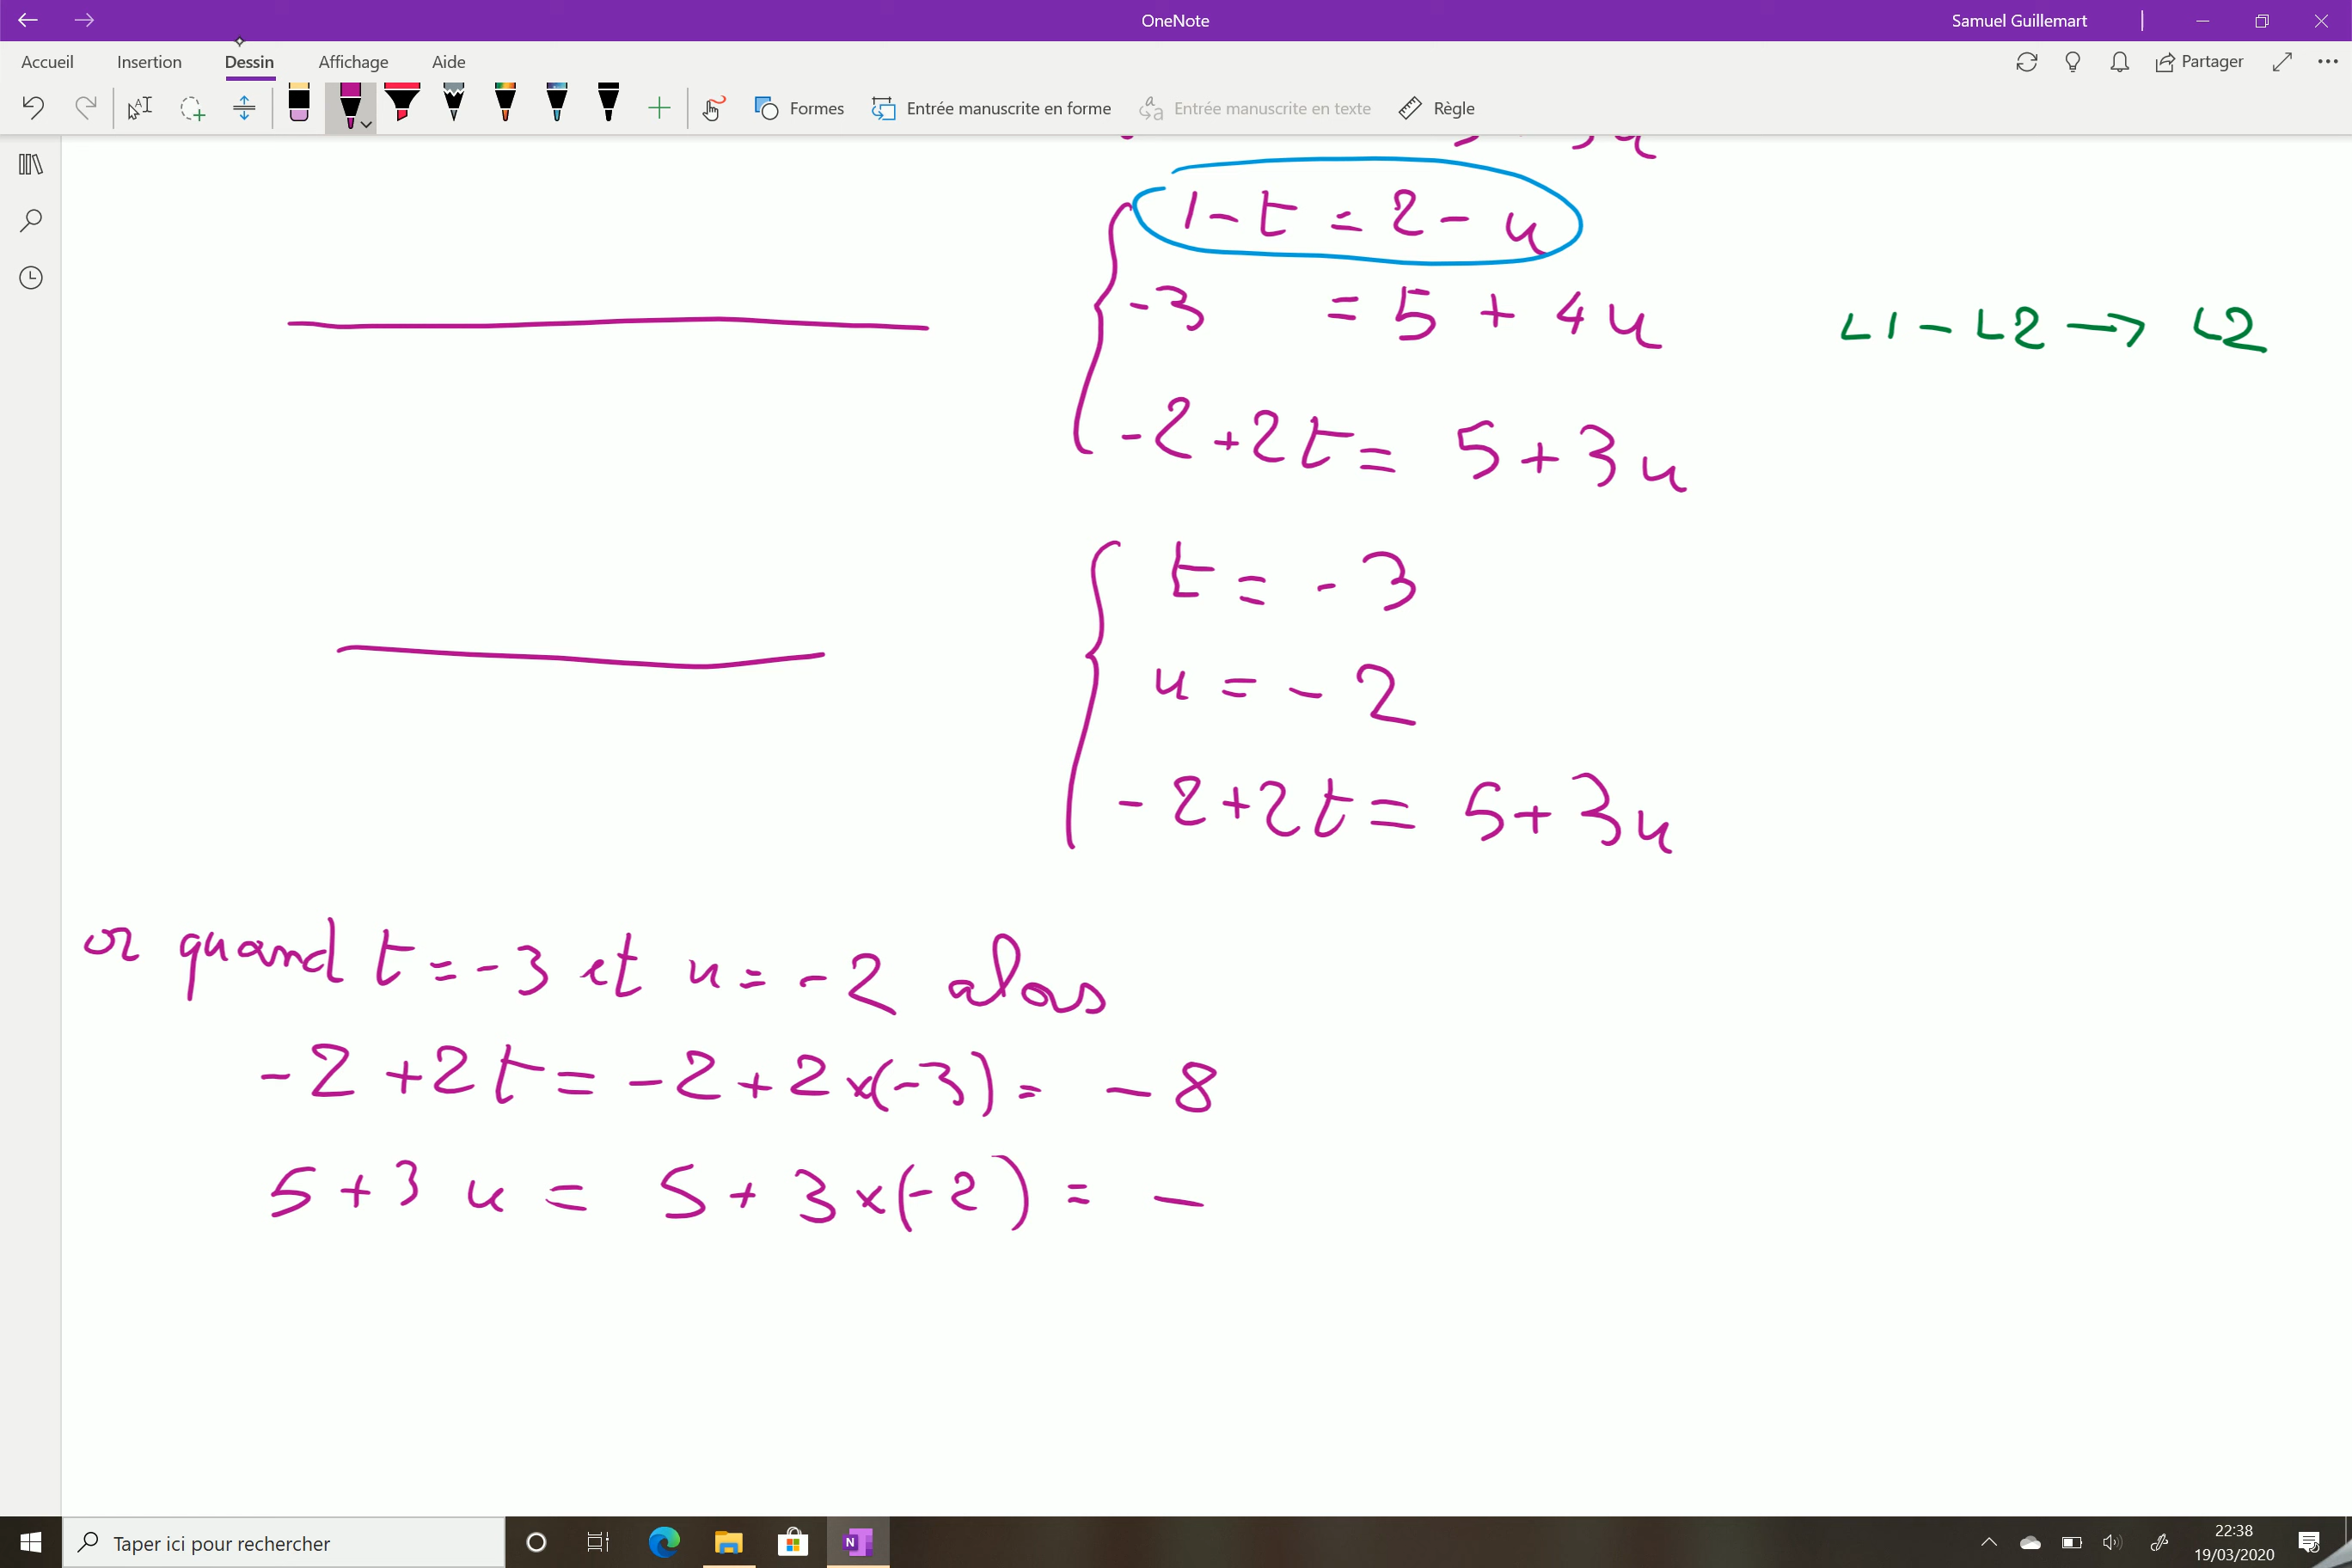 OneNote
Samuel Guillemart
Accueil Insertion Dessin Affichage Aide
Partager
Formes Entrée manuscrite en forme Entrée manuscrite en texte Règle
1 - t = 2 - u
-3 = 5 + 4u L1 - L2 → L2
-2 + 2t = 5 + 3u
t = -3
u = -2
-2 + 2t = 5 + 3u
or quand t = -3 et u = -2 alors
-2 + 2t = -2 + 2×(-3) = -8
5 + 3u = 5 + 3×(-2) = -
Taper ici pour rechercher
22:38
19/03/2020